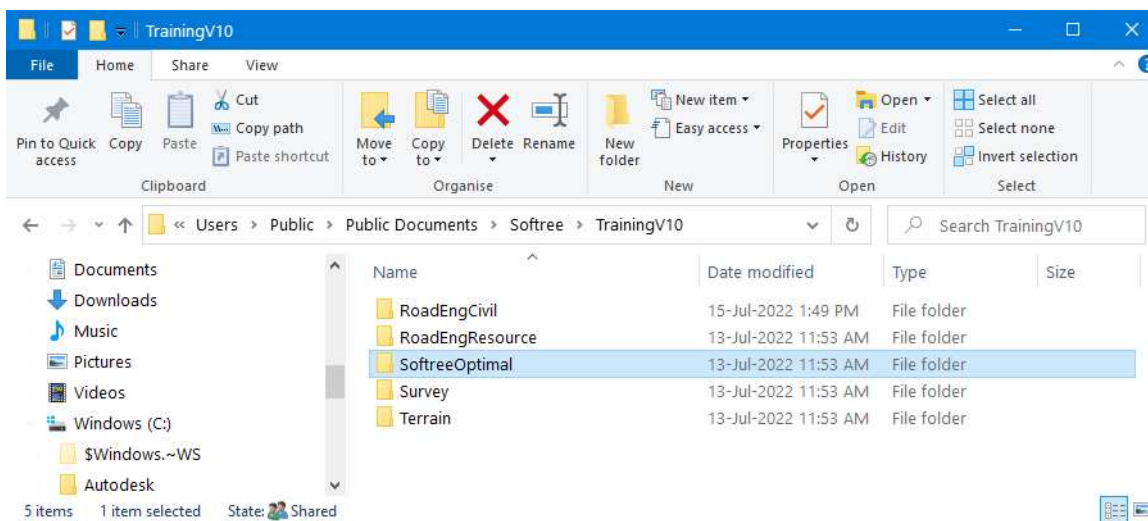 TrainingV10
File Home Share View
Pin to Quick access
Copy
Paste
Cut
Copy path
Paste shortcut
Move to
Copy to
Delete
Rename
New folder
New item
Easy access
Properties
Open
Edit
History
Select all
Select none
Invert selection
Clipboard Organise New Open Select
« Users › Public › Public Documents › Softree › TrainingV10
Search TrainingV10
Documents
Downloads
Music
Pictures
Videos
Windows (C:)
$Windows.~WS
Autodesk
Name Date modified Type Size
RoadEngCivil 15-Jul-2022 1:49 PM File folder
RoadEngResource 13-Jul-2022 11:53 AM File folder
SoftreeOptimal 13-Jul-2022 11:53 AM File folder
Survey 13-Jul-2022 11:53 AM File folder
Terrain 13-Jul-2022 11:53 AM File folder
5 items 1 item selected State: Shared